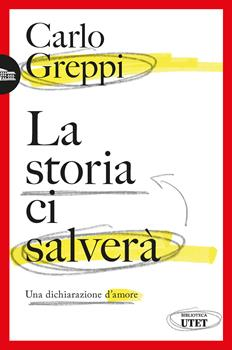 Carlo
Greppi
La
storia
ci
salverà
Una dichiarazione d'amore
BIBLIOTECA
UTET